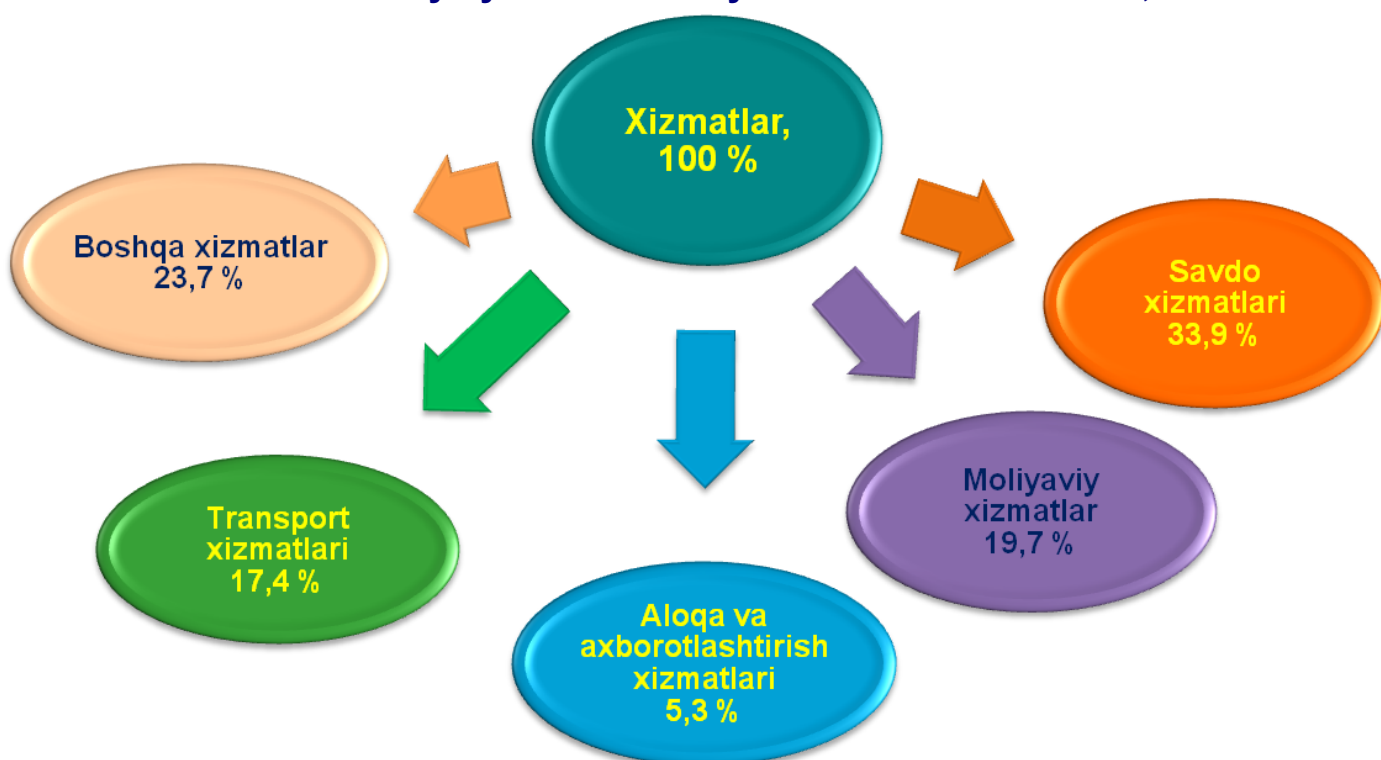 Xizmatlar,
100 %
Boshqa xizmatlar
23,7 %
Savdo
xizmatlari
33,9 %
Moliyaviy
xizmatlar
19,7 %
Transport
xizmatlari
17,4 %
Aloqa va
axborotlashtirish
xizmatlari
5,3 %